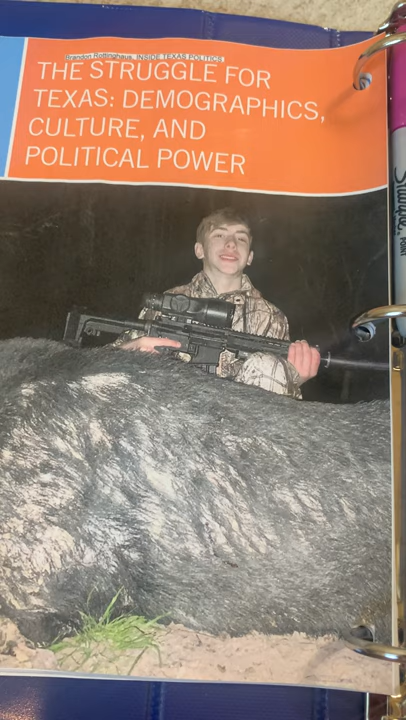 Brandon Rottinghaus, INSIDE TEXAS POLITICS
THE STRUGGLE FOR
TEXAS: DEMOGRAPHICS,
CULTURE, AND
POLITICAL POWER
Sharpie